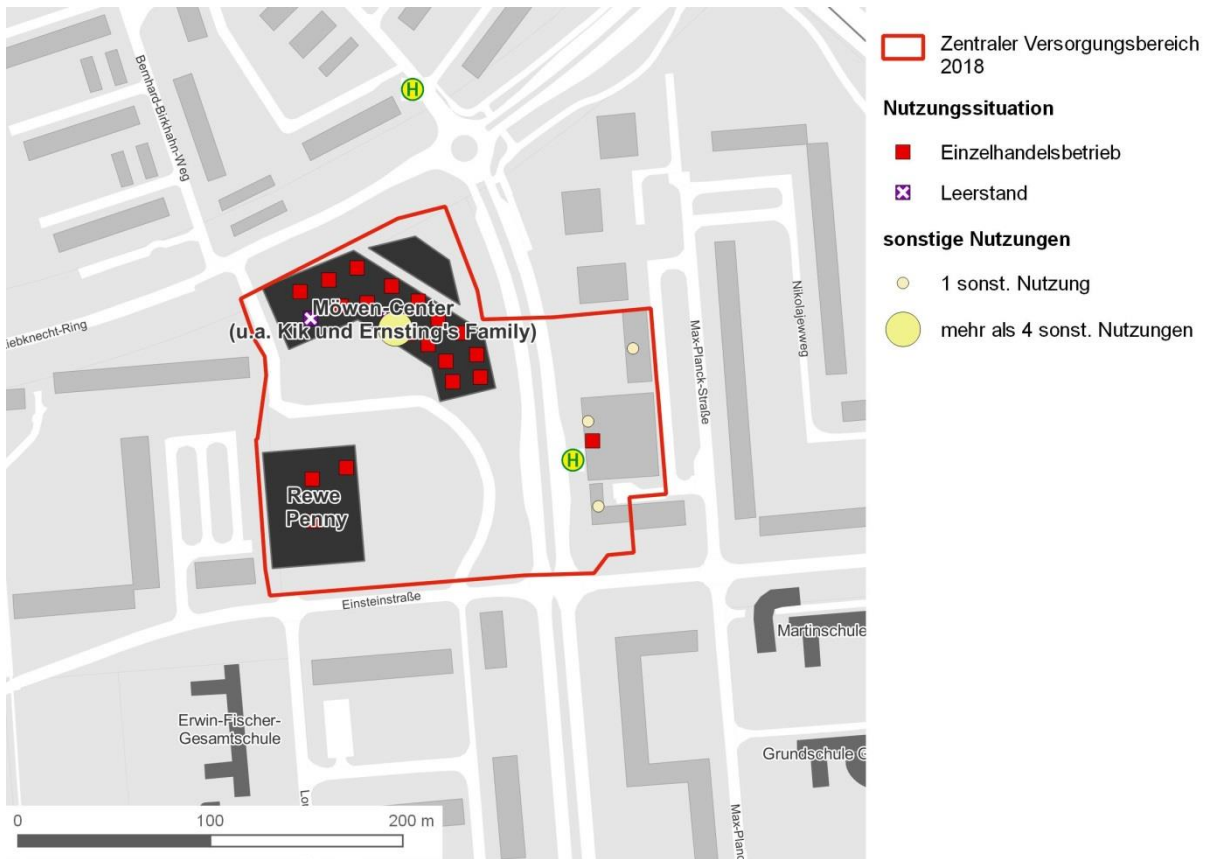 Bernhard-Birkhahn-Weg
H
Möwen-Center
(u.a. Kik und Ernsting's Family)
Nikolajewweg
Max-Planck-Straße
H
Rewe
Penny
Einsteinstraße
Martinschule
Erwin-Fischer-
Gesamtschule
Grundschule
0 100 200 m
Zentraler Versorgungsbereich
2018
Nutzungssituation
Einzelhandelsbetrieb
Leerstand
sonstige Nutzungen
1 sonst. Nutzung
mehr als 4 sonst. Nutzungen